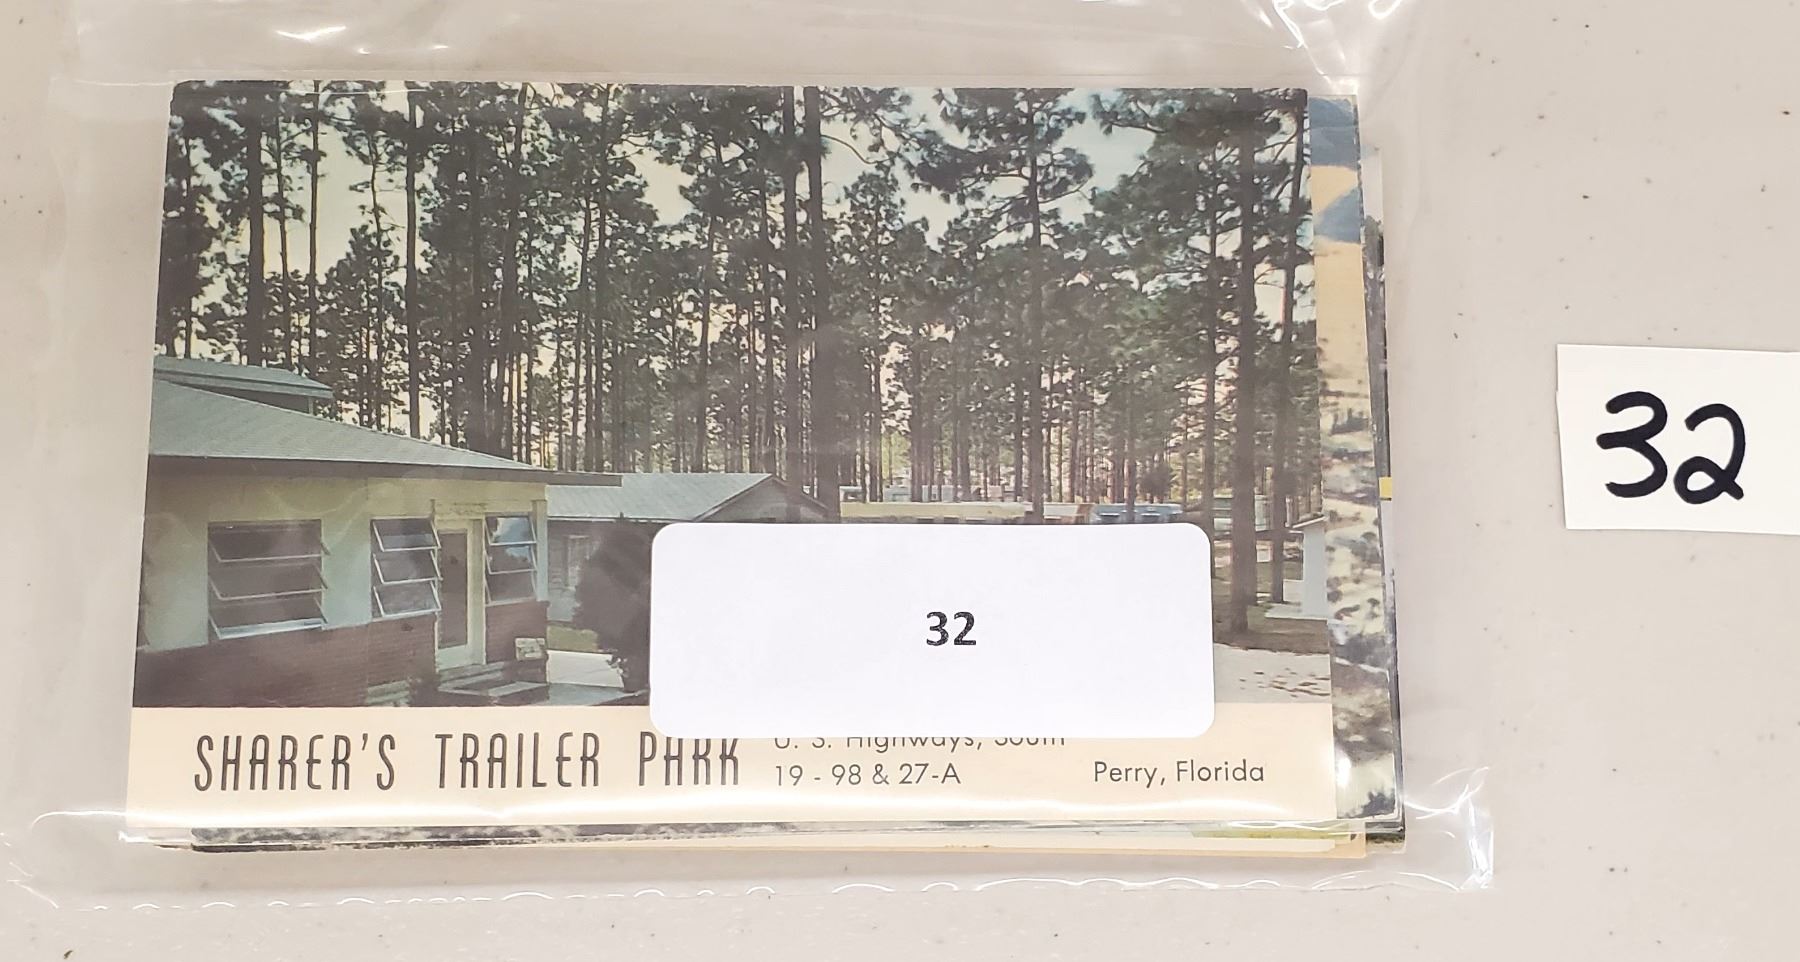 32
32
SHARER'S TRAILER PARK
U. S. Highways, South
19 - 98 & 27-A
Perry, Florida